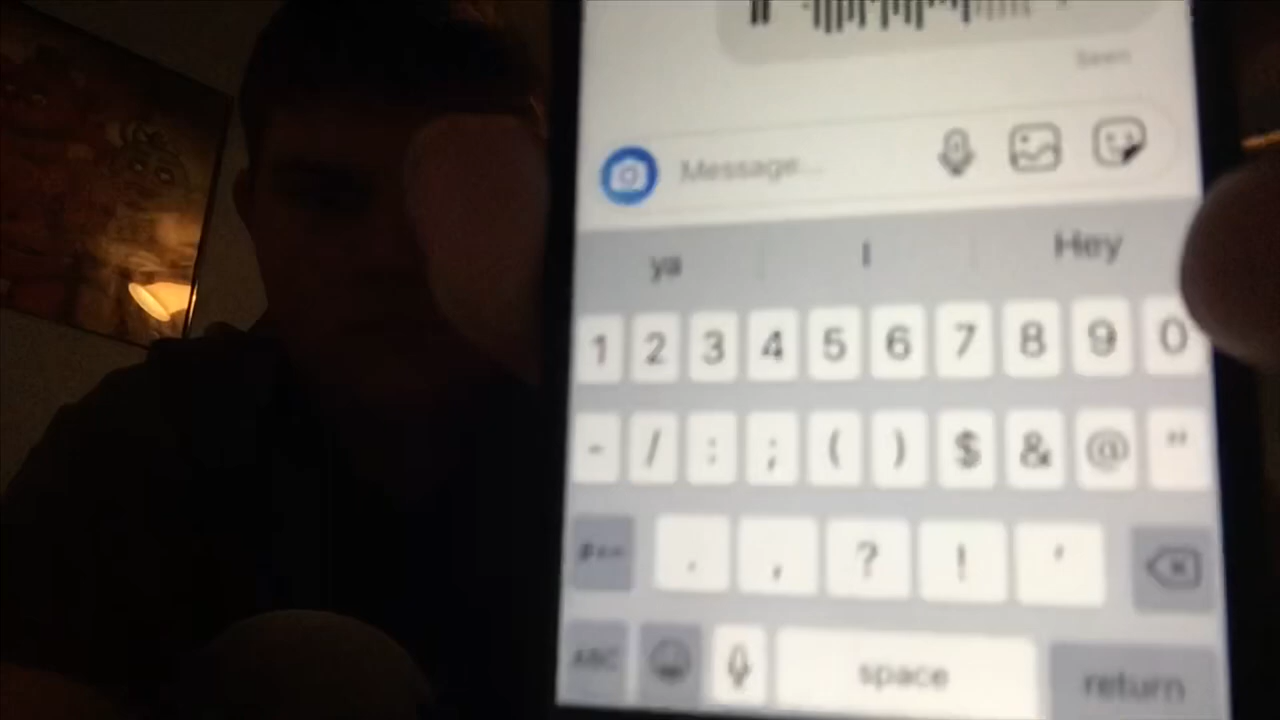 Seen
Message...
ya I Hey
1 2 3 4 5 6 7 8 9 0
- / : ; ( ) $ & @ "
#+= . , ? ! '
ABC space return